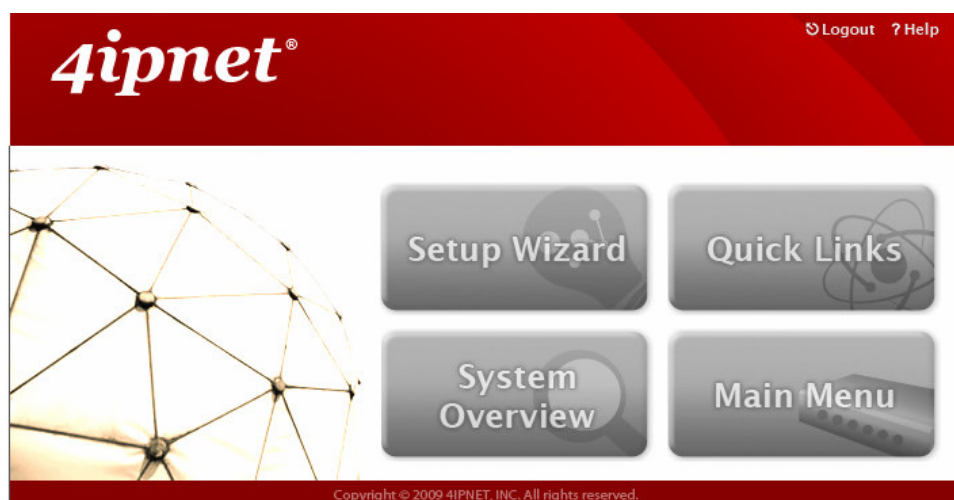 4ipnet®
Logout ? Help
Setup Wizard
Quick Links
System
Overview
Main Menu
Copyright © 2009 4IPNET, INC. All rights reserved.